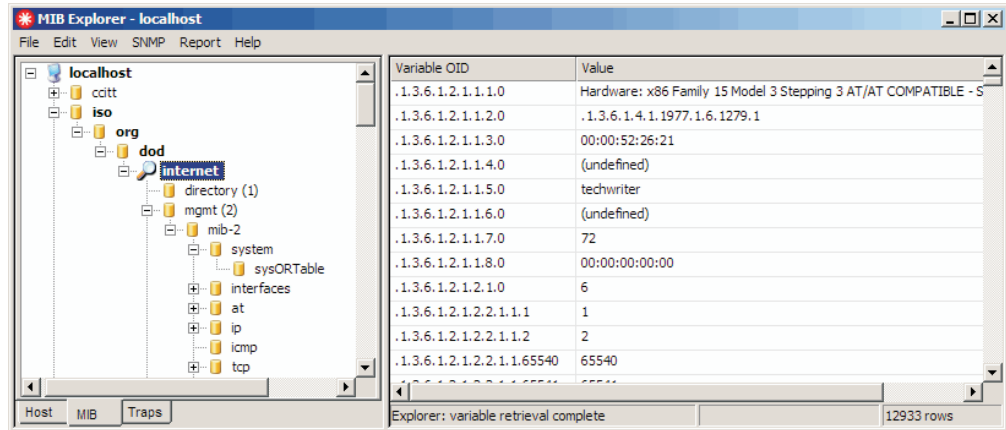 MIB Explorer - localhost
File Edit View SNMP Report Help
localhost
ccitt
iso
org
dod
internet
directory (1)
mgmt (2)
mib-2
system
sysORTable
interfaces
at
ip
icmp
tcp
Host MIB Traps
Variable OID Value
.1.3.6.1.2.1.1.1.0 Hardware: x86 Family 15 Model 3 Stepping 3 AT/AT COMPATIBLE - S
.1.3.6.1.2.1.1.2.0 .1.3.6.1.4.1.1977.1.6.1279.1
.1.3.6.1.2.1.1.3.0 00:00:52:26:21
.1.3.6.1.2.1.1.4.0 (undefined)
.1.3.6.1.2.1.1.5.0 techwriter
.1.3.6.1.2.1.1.6.0 (undefined)
.1.3.6.1.2.1.1.7.0 72
.1.3.6.1.2.1.1.8.0 00:00:00:00:00
.1.3.6.1.2.1.2.1.0 6
.1.3.6.1.2.1.2.2.1.1.1 1
.1.3.6.1.2.1.2.2.1.1.2 2
.1.3.6.1.2.1.2.2.1.1.65540 65540
Explorer: variable retrieval complete 12933 rows